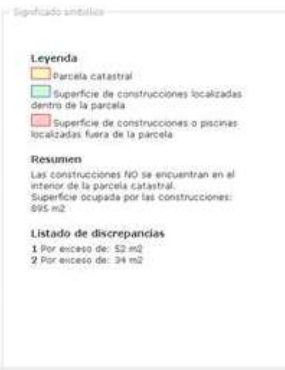 Significado simbólico
Leyenda
Parcela catastral
Superficie de construcciones localizadas
dentro de la parcela
Superficie de construcciones o piscinas
localizadas fuera de la parcela
Resumen
Las construcciones NO se encuentran en el
interior de la parcela catastral.
Superficie ocupada por las construcciones:
895 m2
Listado de discrepancias
1 Por exceso de: 52 m2
2 Por exceso de: 34 m2